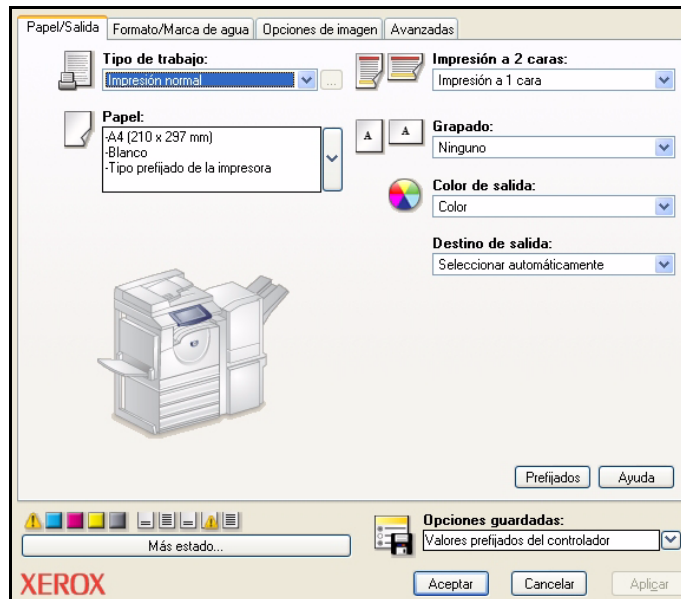 Papel/Salida Formato/Marca de agua Opciones de imagen Avanzadas
Tipo de trabajo:
Impresión normal
...
Papel:
-A4 (210 x 297 mm)
-Blanco
-Tipo prefijado de la impresora
Impresión a 2 caras:
Impresión a 1 cara
A A
Grapado:
Ninguno
Color de salida:
Color
Destino de salida:
Seleccionar automáticamente
Prefijados Ayuda
Más estado...
Opciones guardadas:
Valores prefijados del controlador
XEROX
Aceptar Cancelar Aplicar